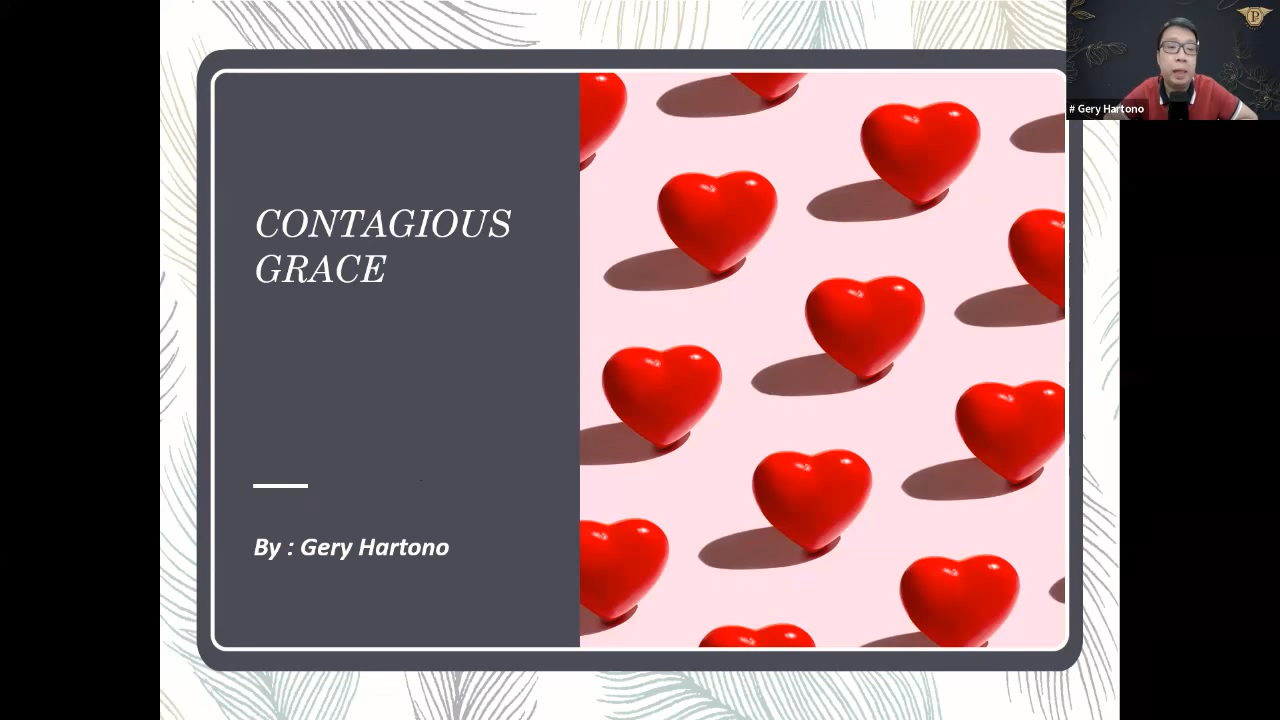 CONTAGIOUS
GRACE
By : Gery Hartono
# Gery Hartono
P